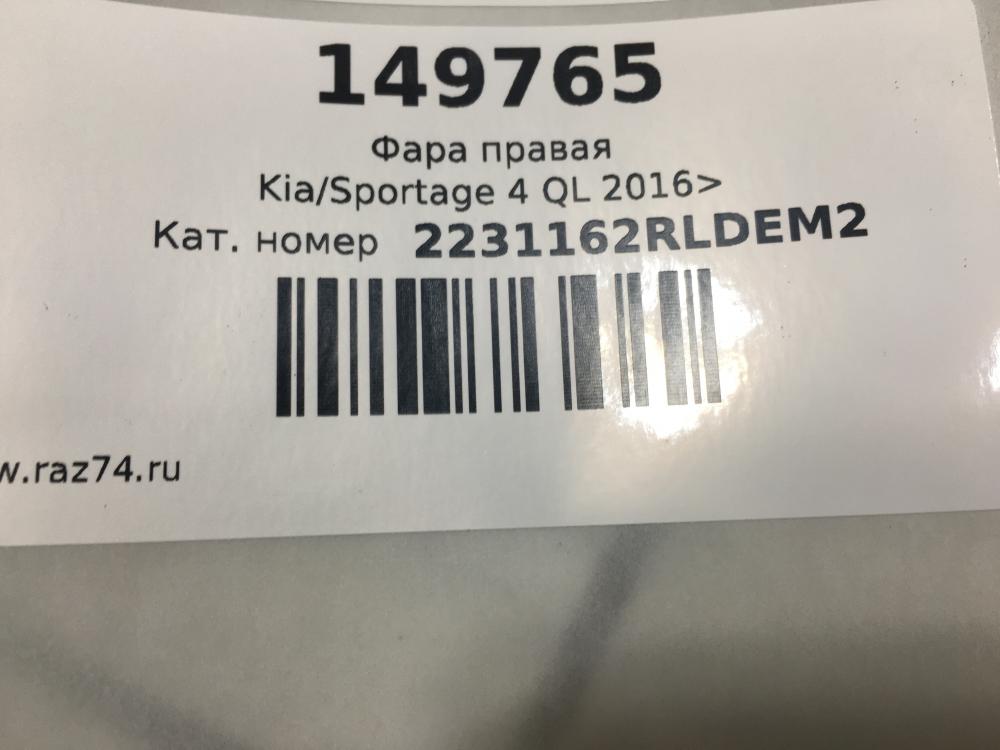 149765
Фара правая
Kia/Sportage 4 QL 2016>
Кат. номер 2231162RLDEM2
w.raz74.ru